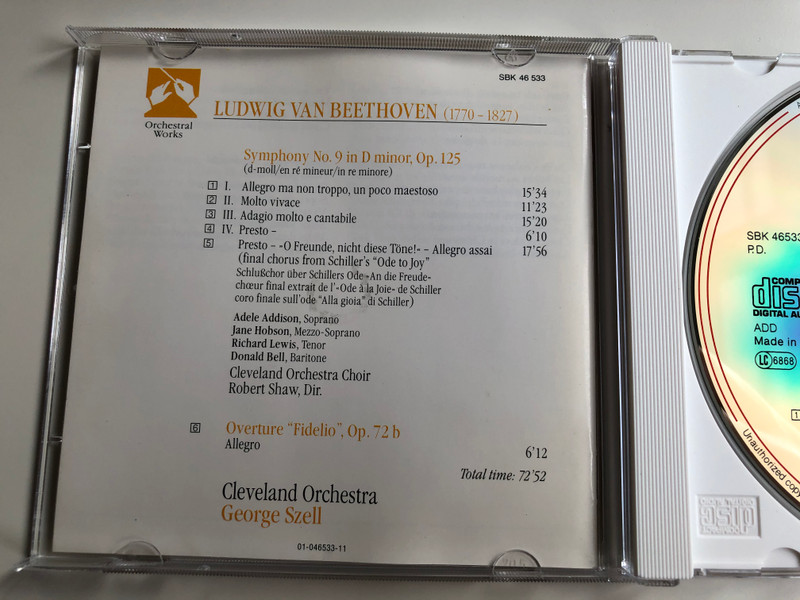 SBK 46 533
Orchestral
Works
LUDWIG VAN BEETHOVEN (1770 - 1827)
Symphony No. 9 in D minor, Op. 125
(d-moll/en ré mineur/in re minore)
1 I. Allegro ma non troppo, un poco maestoso 15'34
2 II. Molto vivace 11'23
3 III. Adagio molto e cantabile 15'20
4 IV. Presto – 6'10
5 Presto – «O Freunde, nicht diese Töne!» – Allegro assai 17'56
(final chorus from Schiller's "Ode to Joy"
Schlußchor über Schillers Ode «An die Freude»
chœur final extrait de l'«Ode à la Joie» de Schiller
coro finale sull'ode "Alla gioia" di Schiller)
Adele Addison, Soprano
Jane Hobson, Mezzo-Soprano
Richard Lewis, Tenor
Donald Bell, Baritone
Cleveland Orchestra Choir
Robert Shaw, Dir.
6 Overture "Fidelio", Op. 72 b
Allegro 6'12
Total time: 72'52
Cleveland Orchestra
George Szell
01-046533-11
SBK 46533
P.D.
COMP
DIGITAL AU
ADD
Made in
LC 6868
1
Unauthorized copy